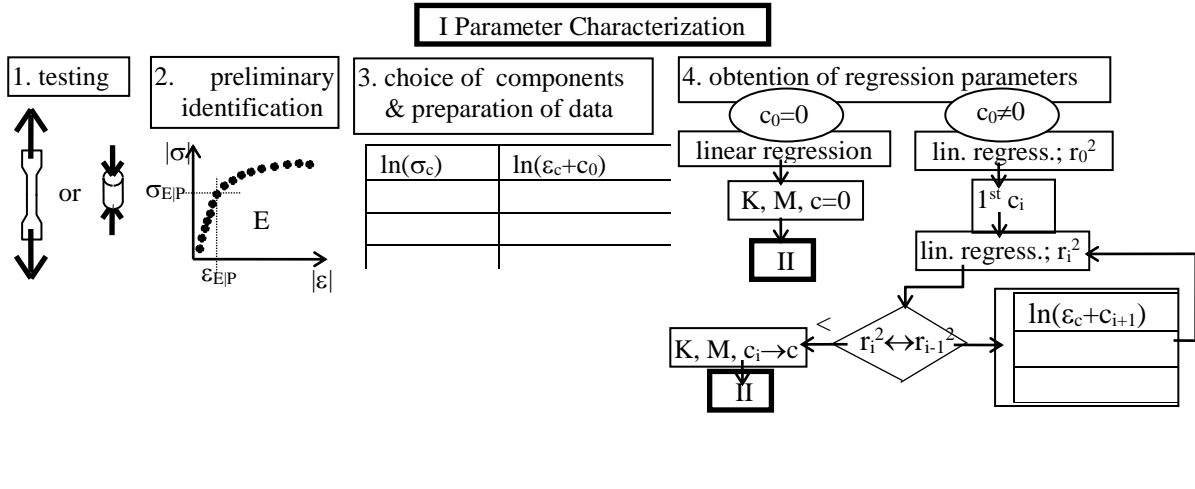 I Parameter Characterization
1. testing
or
2. preliminary
identification
|σ|
σE|P
E
εE|P
|ε|
3. choice of components
& preparation of data
ln(σc)
ln(εc+c0)
4. obtention of regression parameters
c0=0
linear regression
K, M, c=0
II
c0≠0
lin. regress.; r0²
1st ci
lin. regress.; ri²
ri²↔ri-1²
<
K, M, ci→c
II
ln(εc+ci+1)